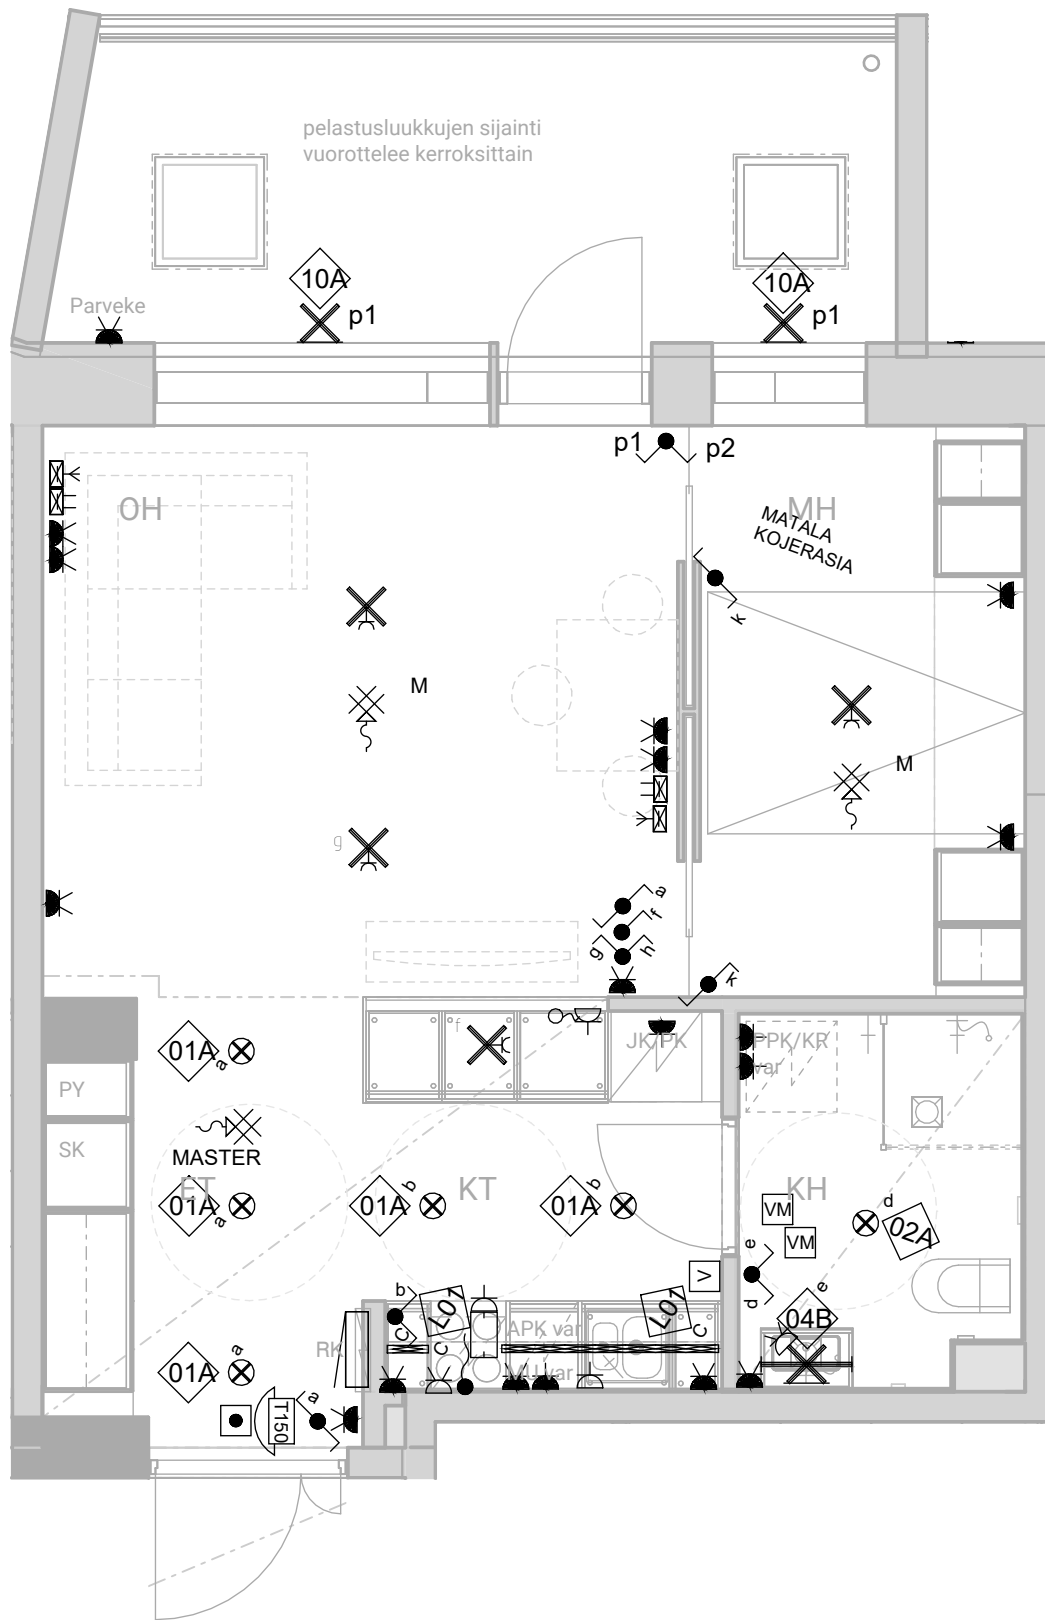 pelastusluukkujen sijainti
vuorottelee kerroksittain
10A
10A
Parveke
p1
p1
p1
p2
OH
MH
MATALA
KOJERASIA
k
M
M
g
a
f
g
h
k
f
JK/PK
PPK/KR
var
01A
a
PY
SK
MASTER
ET
KT
KH
01A
a
01A
b
01A
b
VM
VM
d
02A
e
d
V
e
04B
b
L01
L01
C
C
C
APK var
MU var
RK
01A
a
a
T150